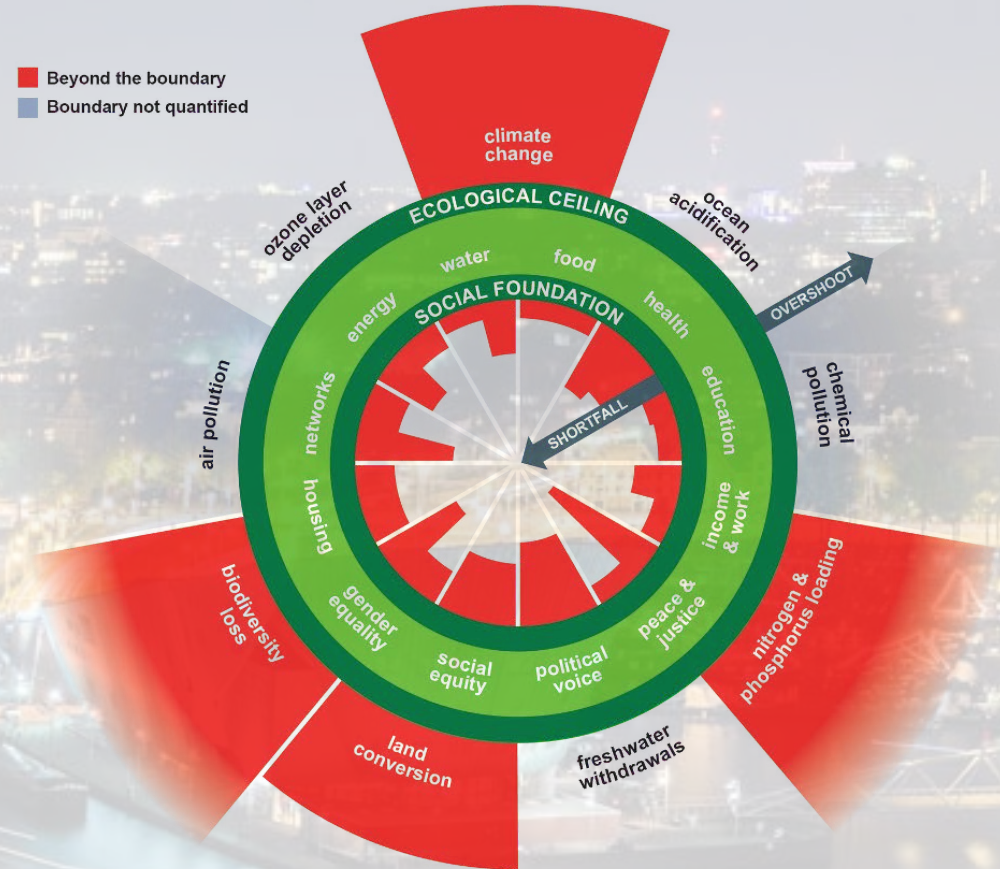 Beyond the boundary
Boundary not quantified
climate
change
ozone layer
depletion
ocean
acidification
ECOLOGICAL CEILING
OVERSHOOT
water
food
SOCIAL FOUNDATION
energy
health
air pollution
networks
SHORTFALL
education
chemical
pollution
housing
income
& work
biodiversity
loss
gender
equality
social
equity
political
voice
peace &
justice
nitrogen &
phosphorus loading
land
conversion
freshwater
withdrawals